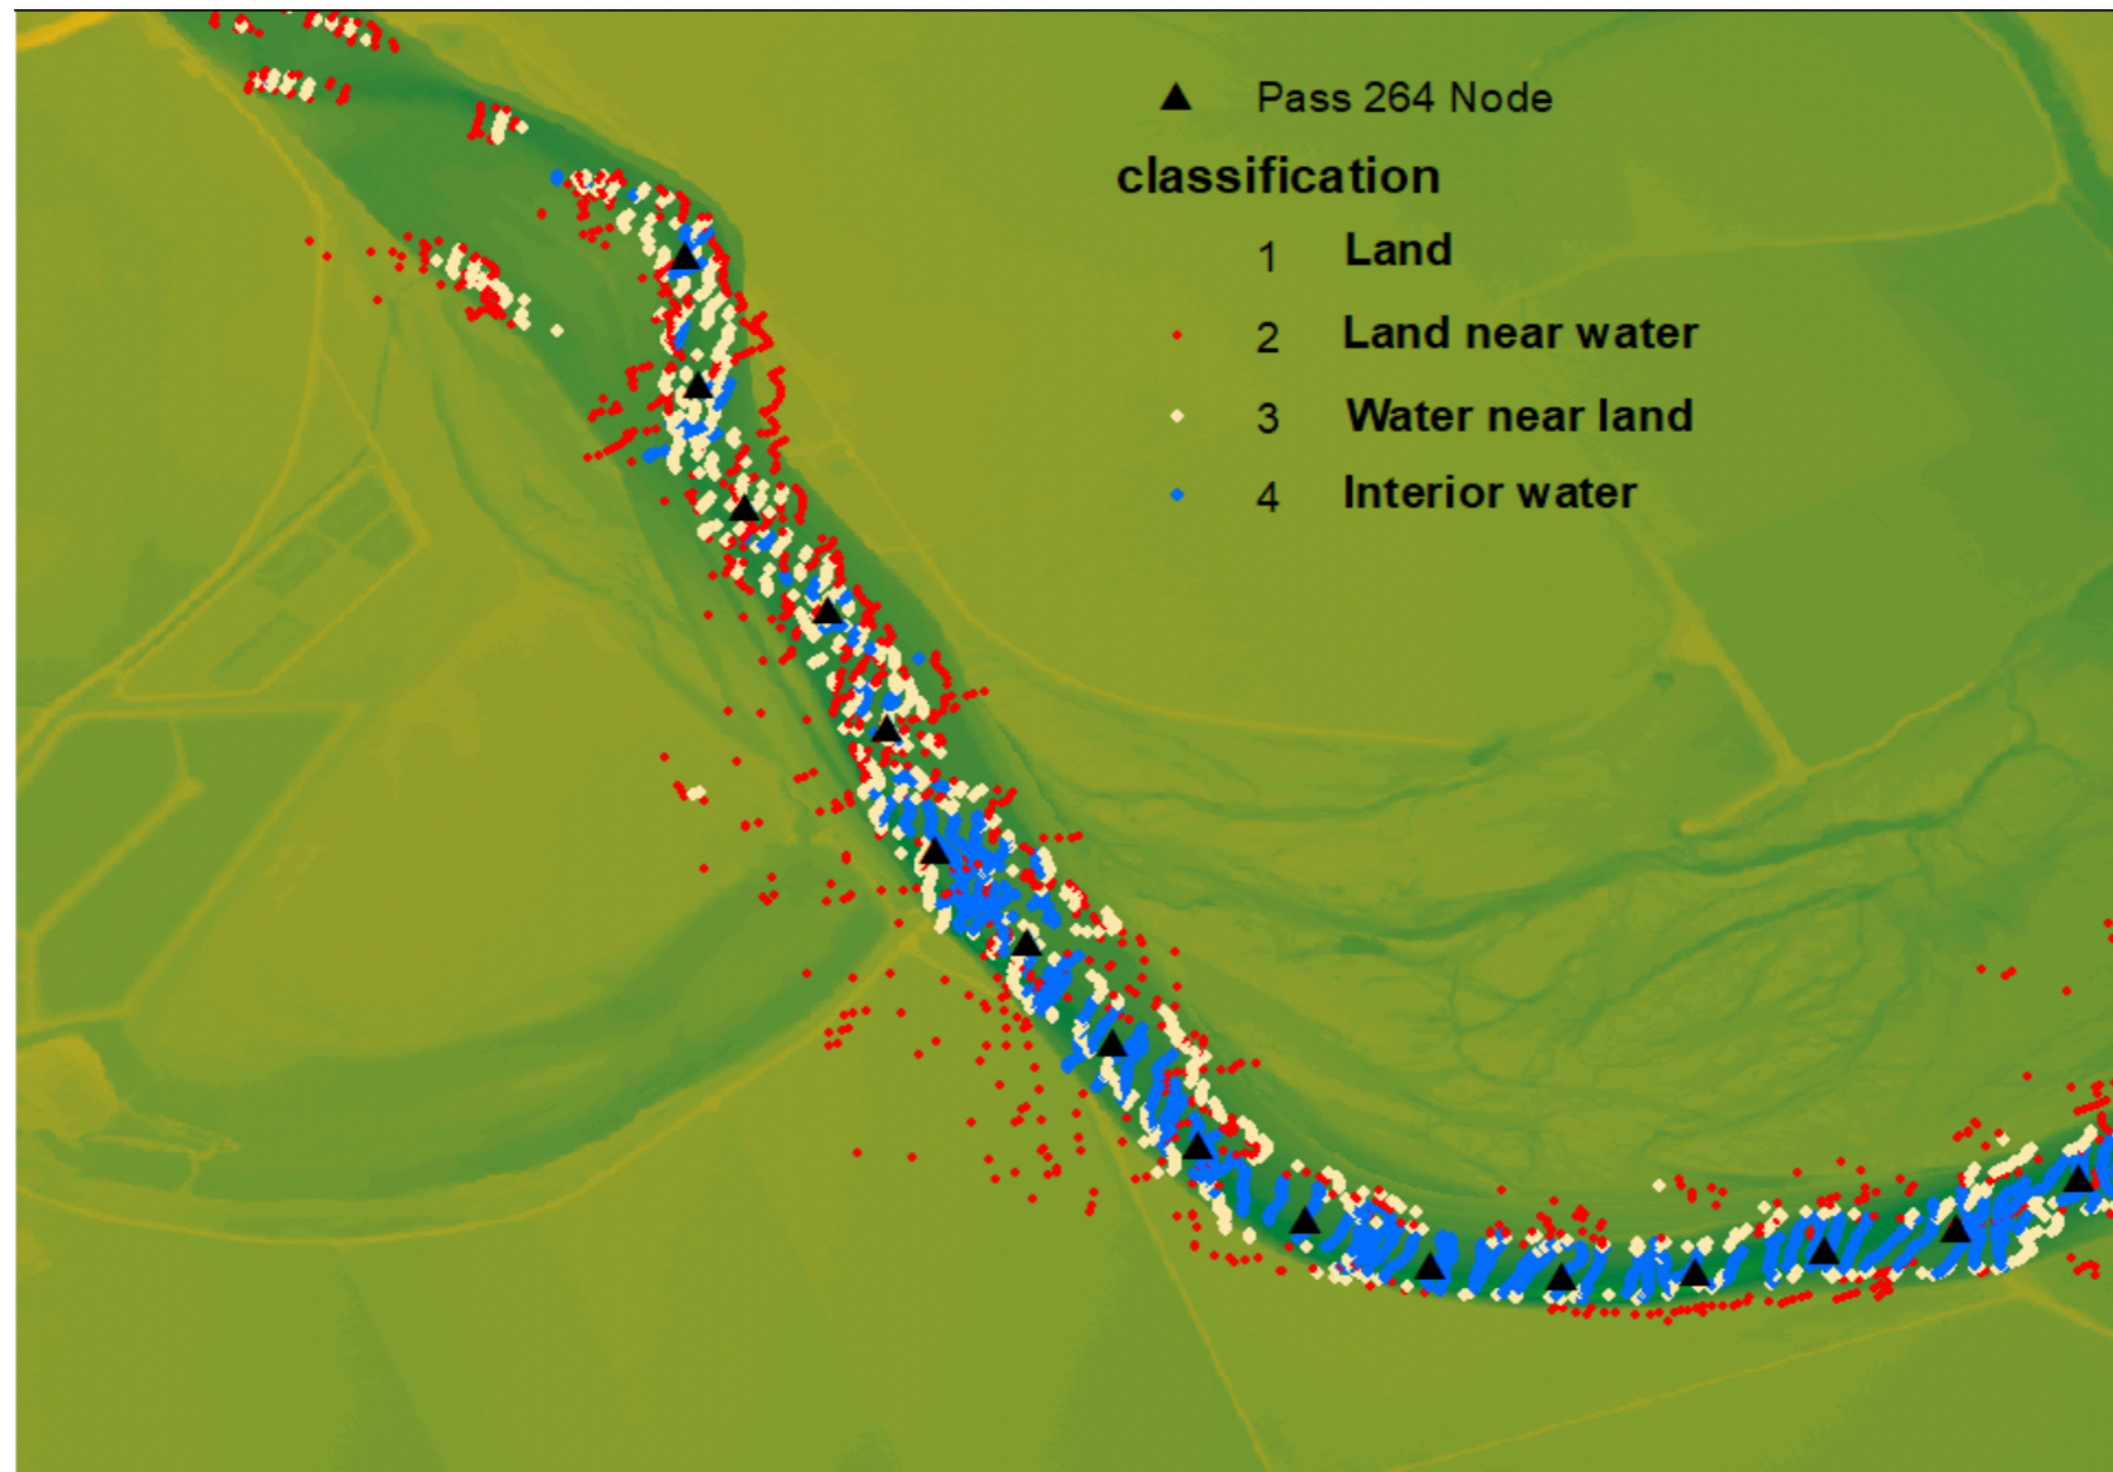 Pass 264 Node
classification
1 Land
2 Land near water
3 Water near land
4 Interior water